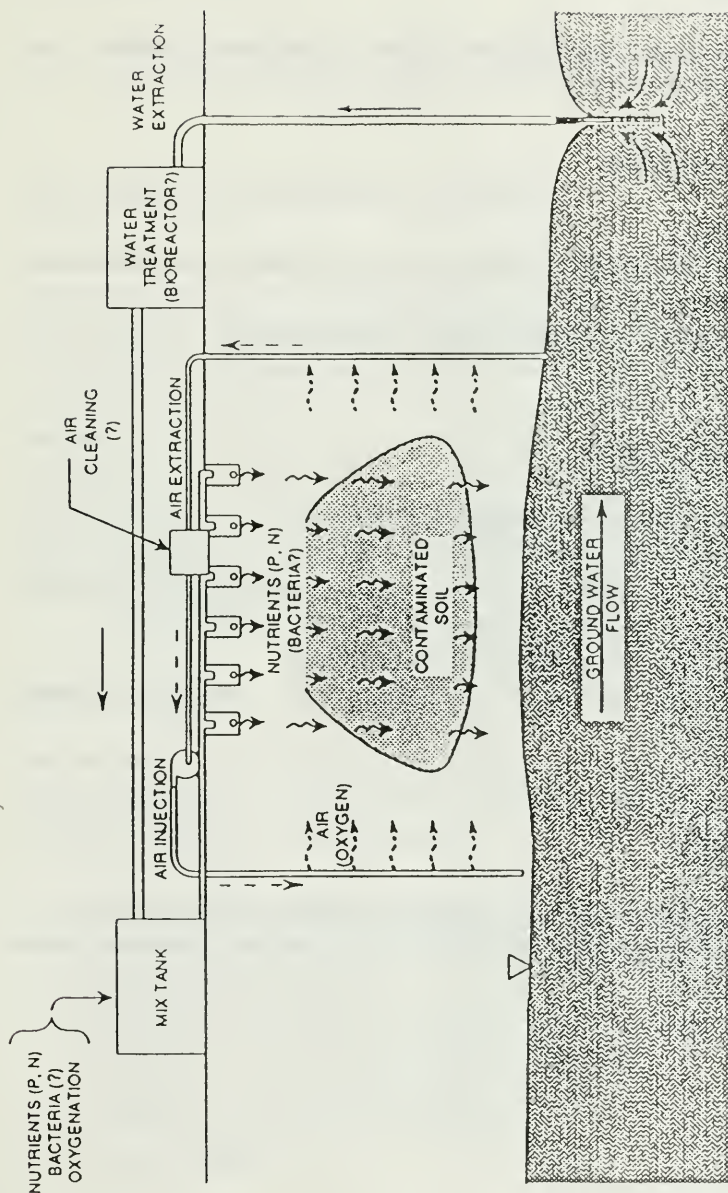 NUTRIENTS (P, N)
BACTERIA (?)
OXYGENATION
MIX TANK
AIR INJECTION
AIR
CLEANING
(?)
AIR EXTRACTION
WATER
TREATMENT
(BIOREACTOR?)
WATER
EXTRACTION
AIR
(OXYGEN)
NUTRIENTS (P, N)
(BACTERIA?)
CONTAMINATED
SOIL
GROUND WATER
FLOW